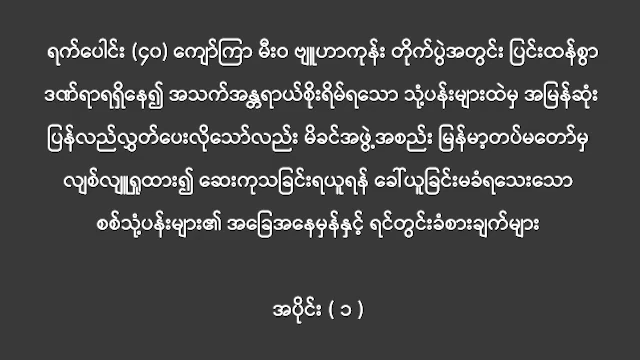 ရက်ပေါင်း (၄၀) ကျော်ကြာ မီးဝ ဗျူဟာကုန်း တိုက်ပွဲအတွင်း ပြင်းထန်စွာ
ဒဏ်ရာရရှိနေ၍ အသက်အန္တရာယ်စိုးရိမ်ရသော သုံ့ပန်းများထဲမှ အမြန်ဆုံး
ပြန်လည်လွှတ်ပေးလိုသော်လည်း မိခင်အဖွဲ့အစည်း မြန်မာ့တပ်မတော်မှ
လျစ်လျူရှုထား၍ ဆေးကုသခြင်းရယူရန် ခေါ်ယူခြင်းမခံရသေးသော
စစ်သုံ့ပန်းများ၏ အခြေအနေမှန်နှင့် ရင်တွင်းခံစားချက်များ
အပိုင်း ( ၁ )